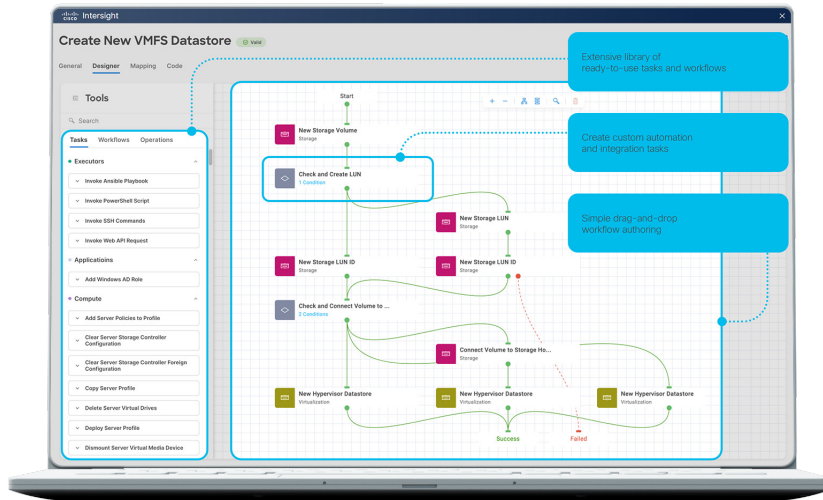 CISCO Intersight
Create New VMFS Datastore
Valid
General Designer Mapping Code
Tools
Search
Tasks Workflows Operations
Executors
Invoke Ansible Playbook
Invoke PowerShell Script
Invoke SSH Commands
Invoke Web API Request
Applicatioins
Add Windows AD Role
Compute
Add Server Policies to Profile
Clear Server Storage Controller
Configuration
Clear Server Storage Controller Foreign
Configuration
Copy Server Profile
Delete Server Virtual Drives
Deploy Server Profile
Dismount Server Virtual Media Device
Start
New Storage Volume
Storage
Check and Create LUN
1 Condition
New Storage LUN
Storage
New Storage LUN ID
Storage
New Storage LUN ID
Storage
Check and Connect Volume to ...
2 Conditions
Connect Volume to Storage Ho...
Storage
New Hypervisor Datastore
Virtualization
New Hypervisor Datastore
Virtualization
New Hypervisor Datastore
Virtualization
Success
Failed
Extensive library of
ready-to-use tasks and workflows
Create custom automation
and integration tasks
Simple drag-and-drop
workflow authoring